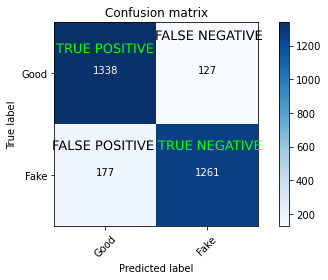 Confusion matrix
TRUE POSITIVE
FALSE NEGATIVE
Good
1338
127
FALSE POSITIVE
TRUE NEGATIVE
Fake
177
1261
Good
Fake
True label
Predicted label
1200
1000
800
600
400
200